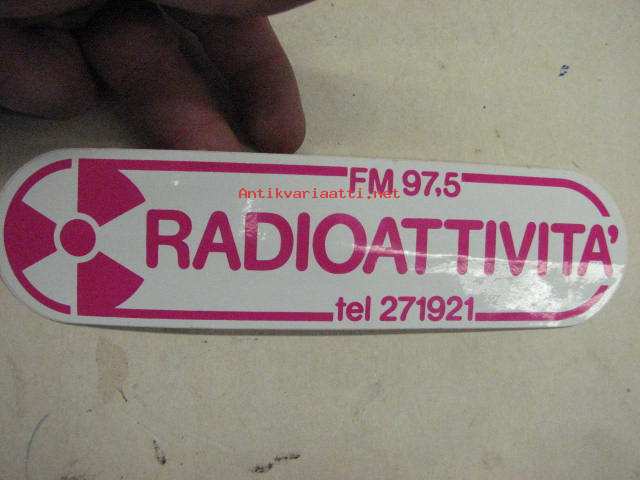 FM 97,5
Antikvariaatti.net
RADIOATTIVITA'
tel 271921